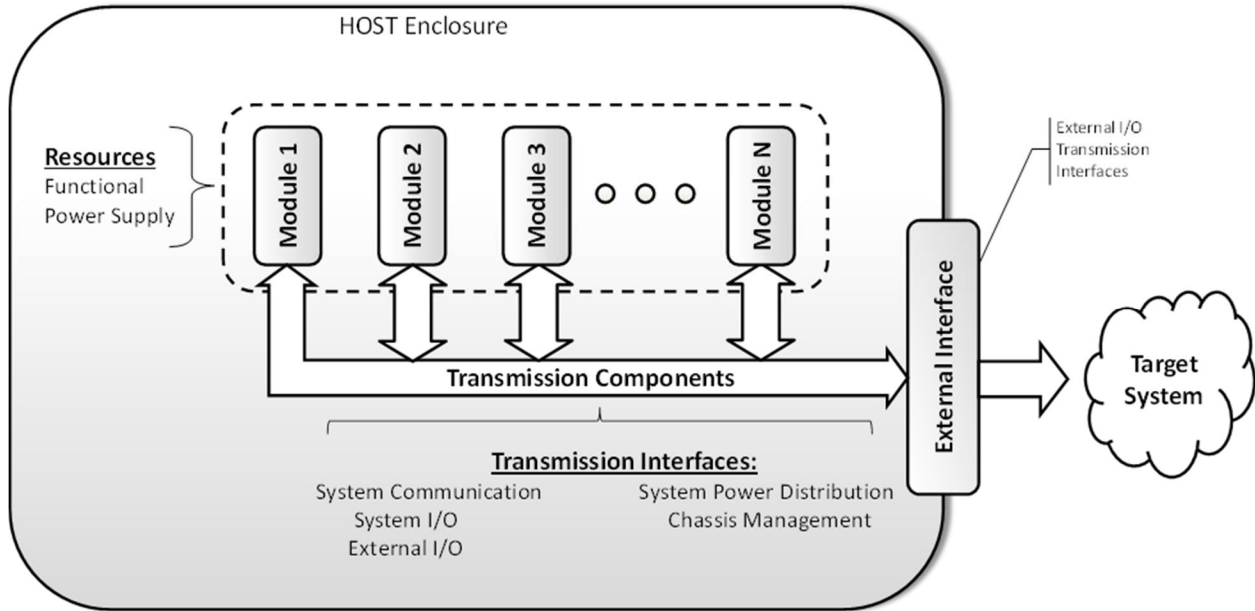 HOST Enclosure
Resources
Functional
Power Supply
Module 1
Module 2
Module 3
Module N
External I/O
Transmission
Interfaces
External Interface
Target
System
Transmission Components
Transmission Interfaces:
System Communication
System I/O
External I/O
System Power Distribution
Chassis Management